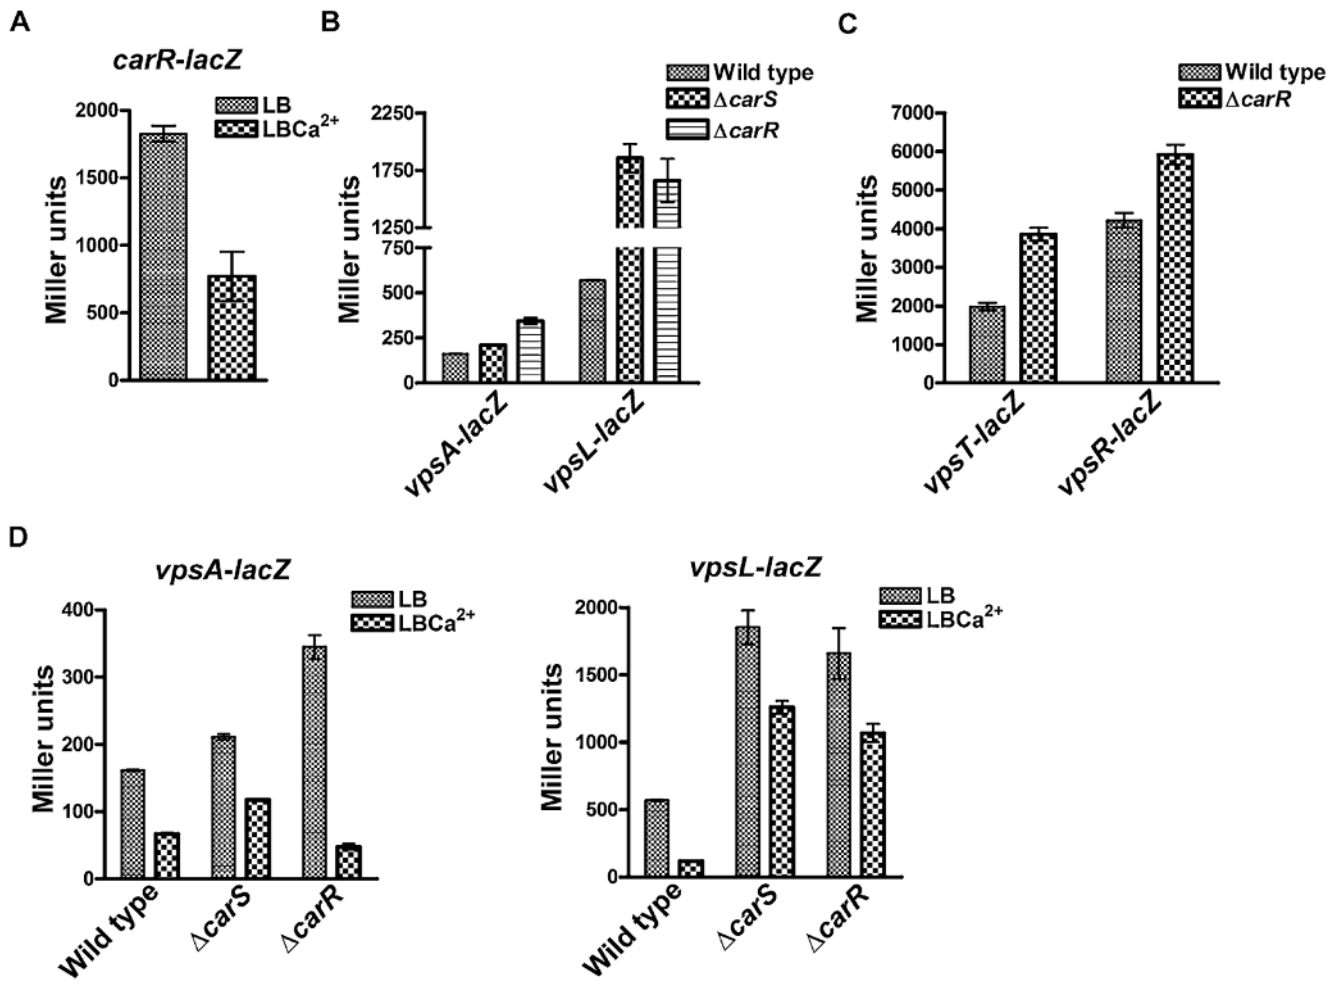 A
carR-lacZ
LB
LBCa2+
Miller units
2000
1500
1000
500
0
B
Wild type
ΔcarS
ΔcarR
Miller units
Miller units
2250
1750
1250
750
500
250
0
vpsA-lacZ
vpsL-lacZ
C
Wild type
ΔcarR
Miller units
7000
6000
5000
4000
3000
2000
1000
0
vpsT-lacZ
vpsR-lacZ
D
vpsA-lacZ
LB
LBCa2+
Miller units
400
300
200
100
0
Wild type
ΔcarS
ΔcarR
vpsL-lacZ
LB
LBCa2+
Miller units
2000
1500
1000
500
0
Wild type
ΔcarS
ΔcarR